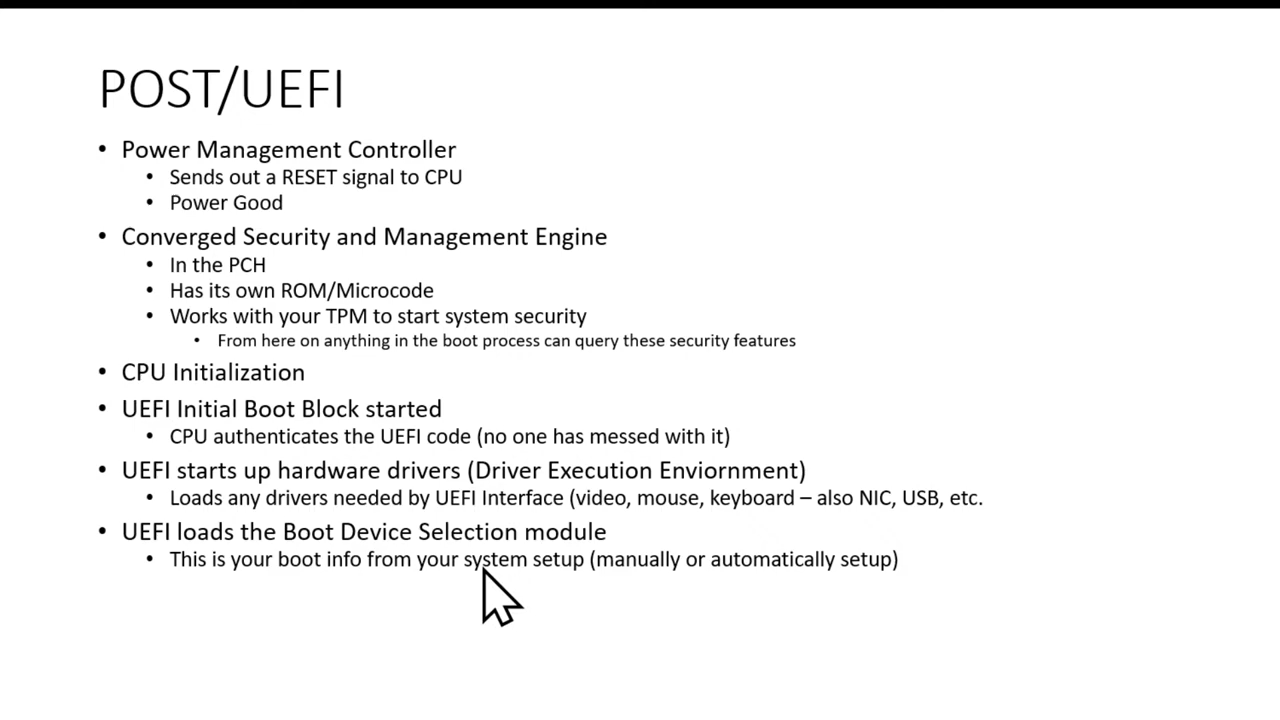 POST/UEFI
• Power Management Controller
• Sends out a RESET signal to CPU
• Power Good
• Converged Security and Management Engine
• In the PCH
• Has its own ROM/Microcode
• Works with your TPM to start system security
• From here on anything in the boot process can query these security features
• CPU Initialization
• UEFI Initial Boot Block started
• CPU authenticates the UEFI code (no one has messed with it)
• UEFI starts up hardware drivers (Driver Execution Enviornment)
• Loads any drivers needed by UEFI Interface (video, mouse, keyboard – also NIC, USB, etc.
• UEFI loads the Boot Device Selection module
• This is your boot info from your system setup (manually or automatically setup)